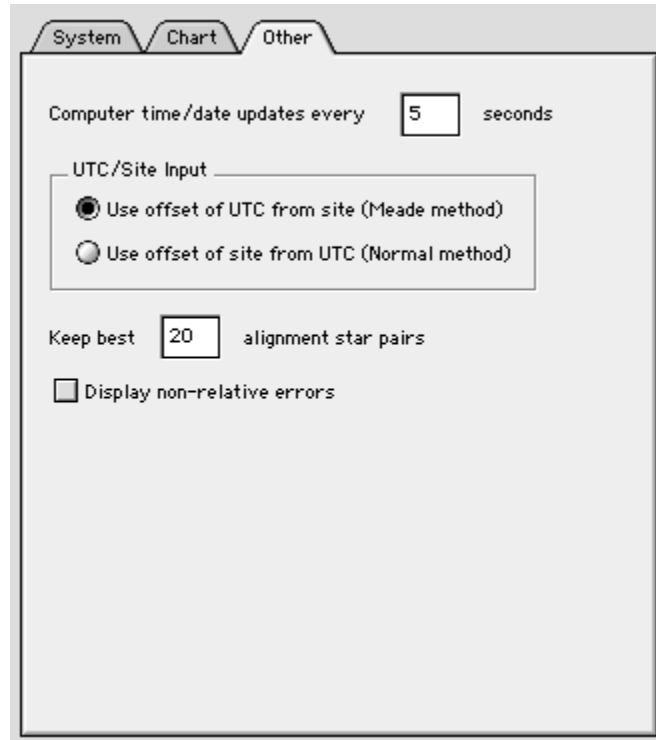 System Chart Other
Computer time/date updates every 5 seconds
UTC/Site Input
Use offset of UTC from site (Meade method)
Use offset of site from UTC (Normal method)
Keep best 20 alignment star pairs
Display non-relative errors